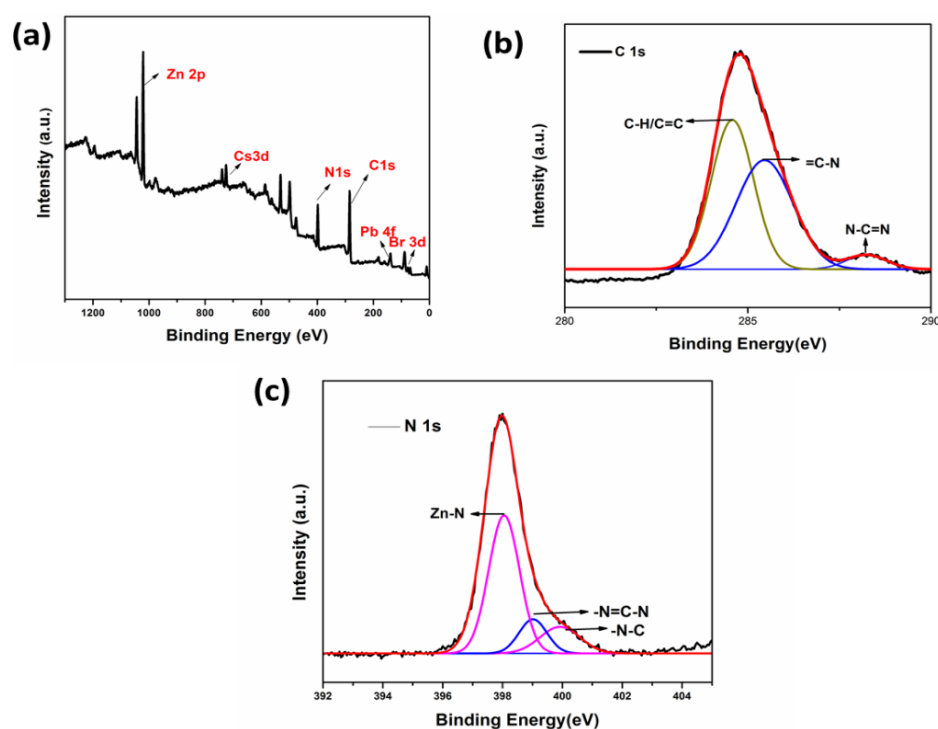 (a)
Zn 2p
Cs3d
N1s
C1s
Pb 4f
Br 3d
Intensity (a.u.)
1200 1000 800 600 400 200 0
Binding Energy (eV)
(b)
C 1s
C-H/C=C
=C-N
N-C=N
Intensity (a.u.)
280 285 290
Binding Energy(eV)
(c)
N 1s
Zn-N
-N=C-N
-N-C
Intensity (a.u.)
392 394 396 398 400 402 404
Binding Energy(eV)